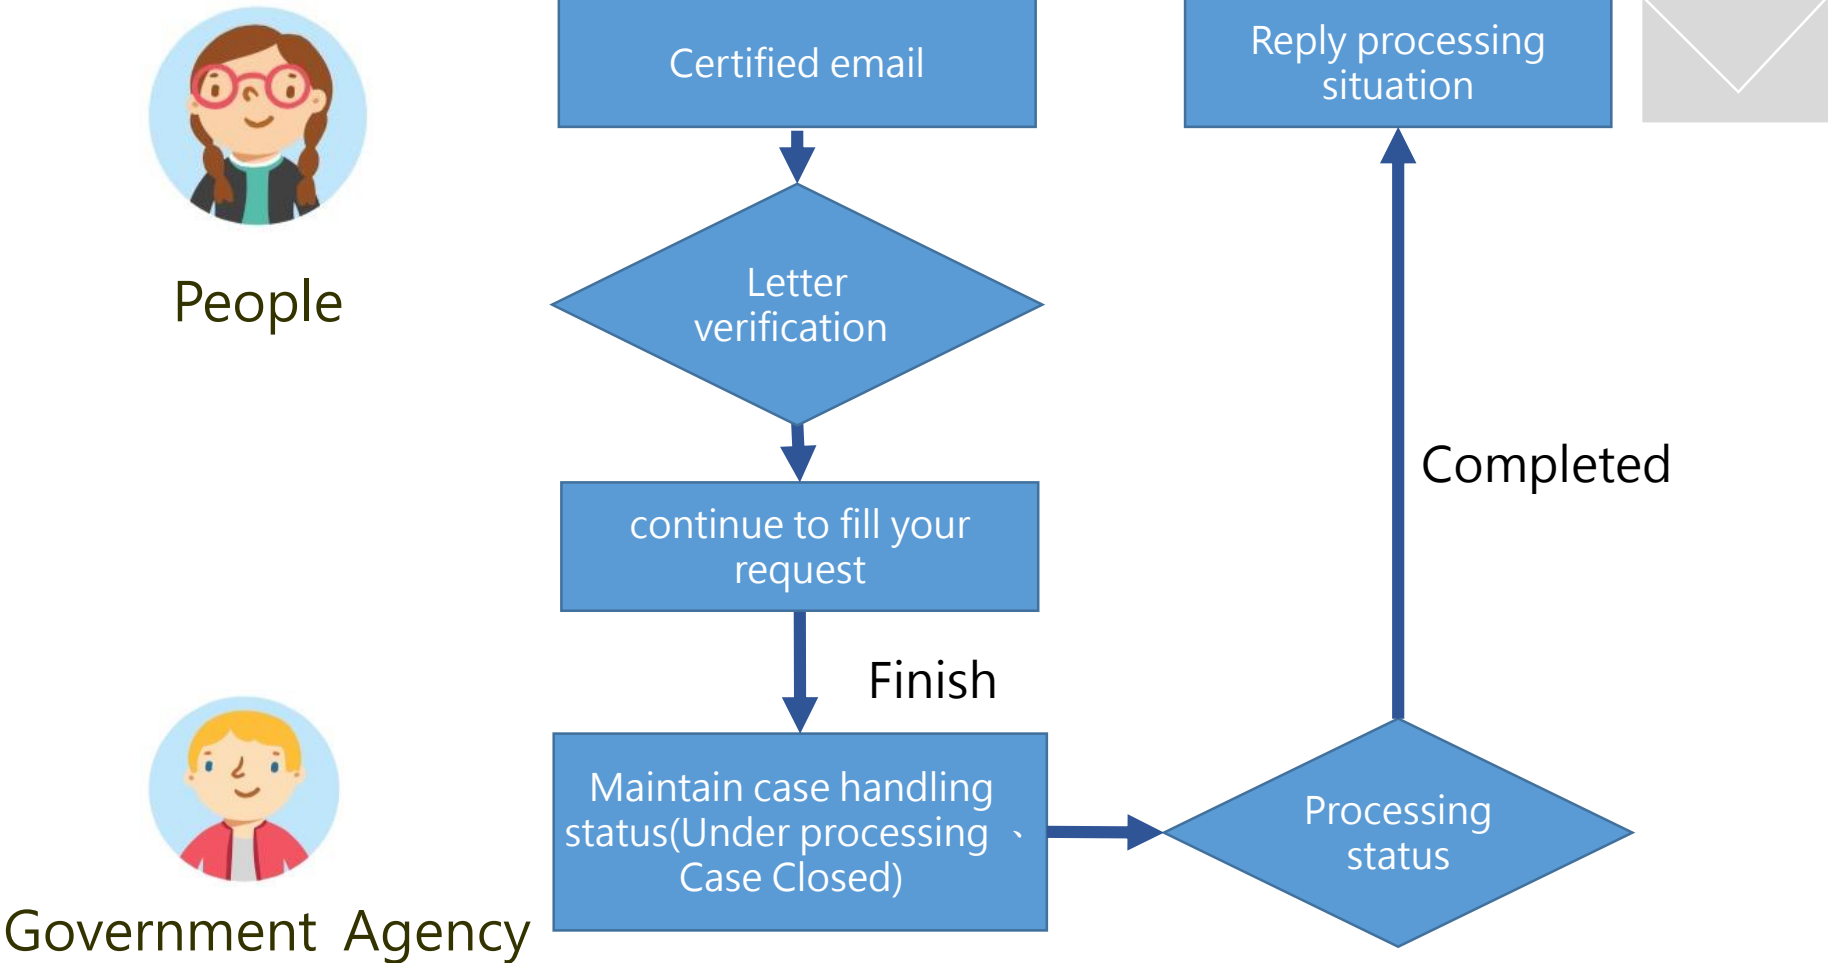 Certified email
Reply processing
situation
People
Letter
verification
Completed
continue to fill your
request
Finish
Maintain case handling
status(Under processing 、
Case Closed)
Processing
status
Government Agency